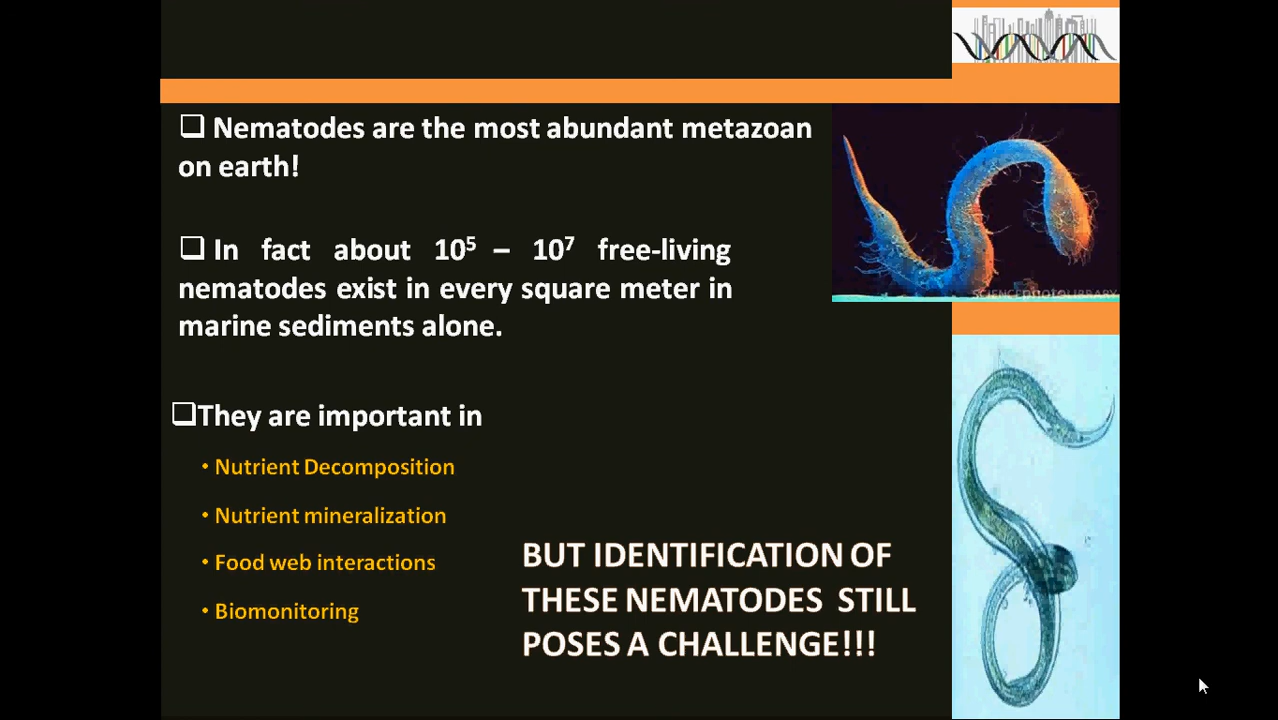 ❑ Nematodes are the most abundant metazoan
on earth!
❑ In fact about 10⁵ – 10⁷ free-living
nematodes exist in every square meter in
marine sediments alone.
❑They are important in
• Nutrient Decomposition
• Nutrient mineralization
• Food web interactions
• Biomonitoring
BUT IDENTIFICATION OF
THESE NEMATODES STILL
POSES A CHALLENGE!!!
SCIENCEPHOTOLIBRARY